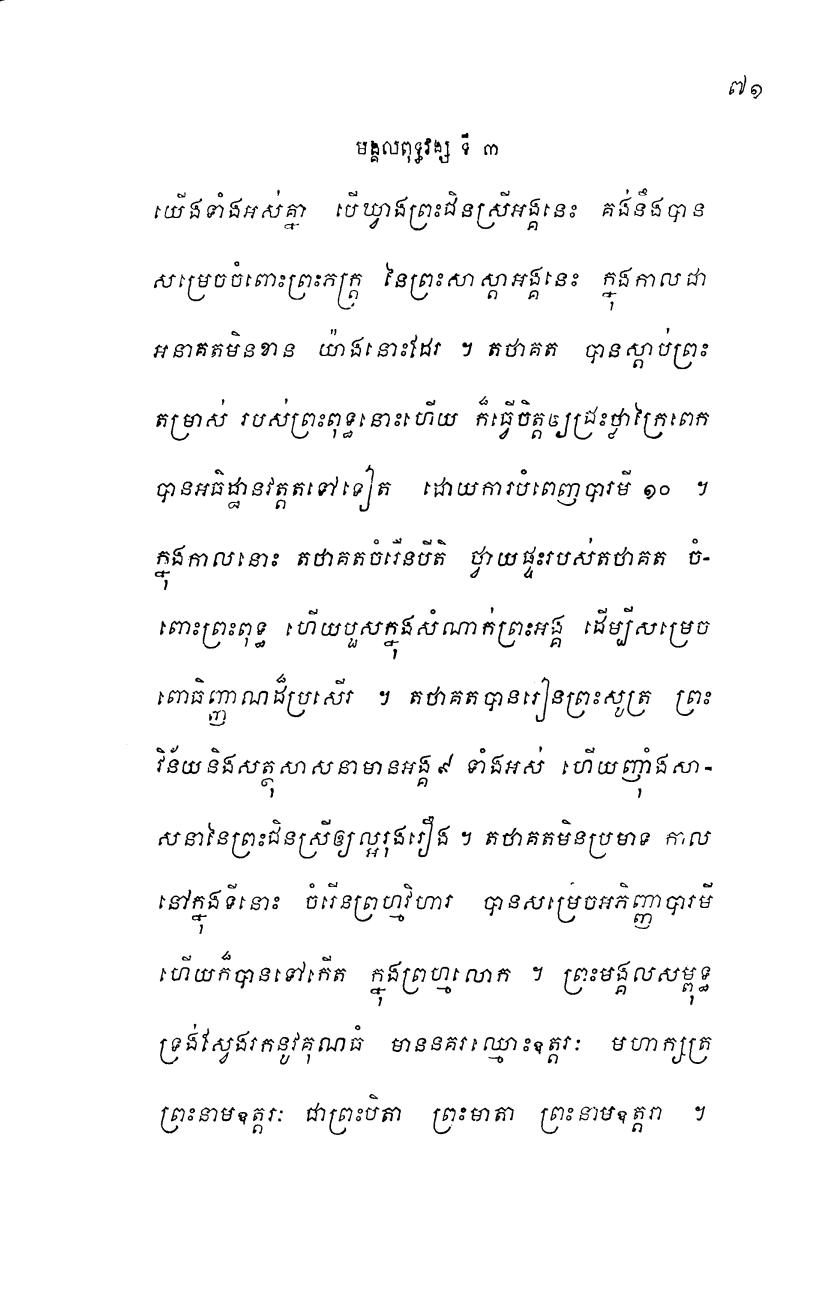 ៧១
មង្គលពុទ្ធវង្ស ទី ៣
យើងទាំងអស់គ្នា បើឃ្វាងព្រះជិនស្រីអង្គនេះ គង់នឹងបាន
សម្រេចចំពោះព្រះភក្ត្រ នៃព្រះសាស្តាអង្គនេះ ក្នុងកាលជា
អនាគតមិនខាន យ៉ាងនោះដែរ ។ តថាគត បានស្តាប់ព្រះ
តម្រាស់ របស់ព្រះពុទ្ធនោះហើយ ក៏ធ្វើចិត្តឲ្យជ្រះថ្លាក្រៃពេក
បានអធិដ្ឋានវត្តតទៅទៀត ដោយការបំពេញបារមី ១០ ។
ក្នុងកាលនោះ តថាគតចំរើនបីតិ ថ្វាយផ្ទះរបស់តថាគត ចំ-
ពោះព្រះពុទ្ធ ហើយបួសក្នុងសំណាក់ព្រះអង្គ ដើម្បីសម្រេច
ពោធិញ្ញាណដ៏ប្រសើរ ។ តថាគតបានរៀនព្រះសូត្រ ព្រះ
វិន័យនិងសត្ថុសាសនាមានអង្គ ៩ ទាំងអស់ ហើយញ៉ាំងសា-
សនានៃព្រះជិនស្រីឲ្យល្អរុងរឿង ។ តថាគតមិនប្រមាទ កាល
នៅក្នុងទីនោះ ចំរើនព្រហ្មវិហារ បានសម្រេចអភិញ្ញាបារមី
ហើយក៏បានទៅកើត ក្នុងព្រហ្មលោក ។ ព្រះមង្គលសម្ពុទ្ធ
ទ្រង់ស្វែងរកនូវគុណធំ មាននគរឈ្មោះឧត្តរៈ មហាក្សត្រ
ព្រះនាមឧត្តរៈ ជាព្រះបិតា ព្រះមាតា ព្រះនាមឧត្តរា ។